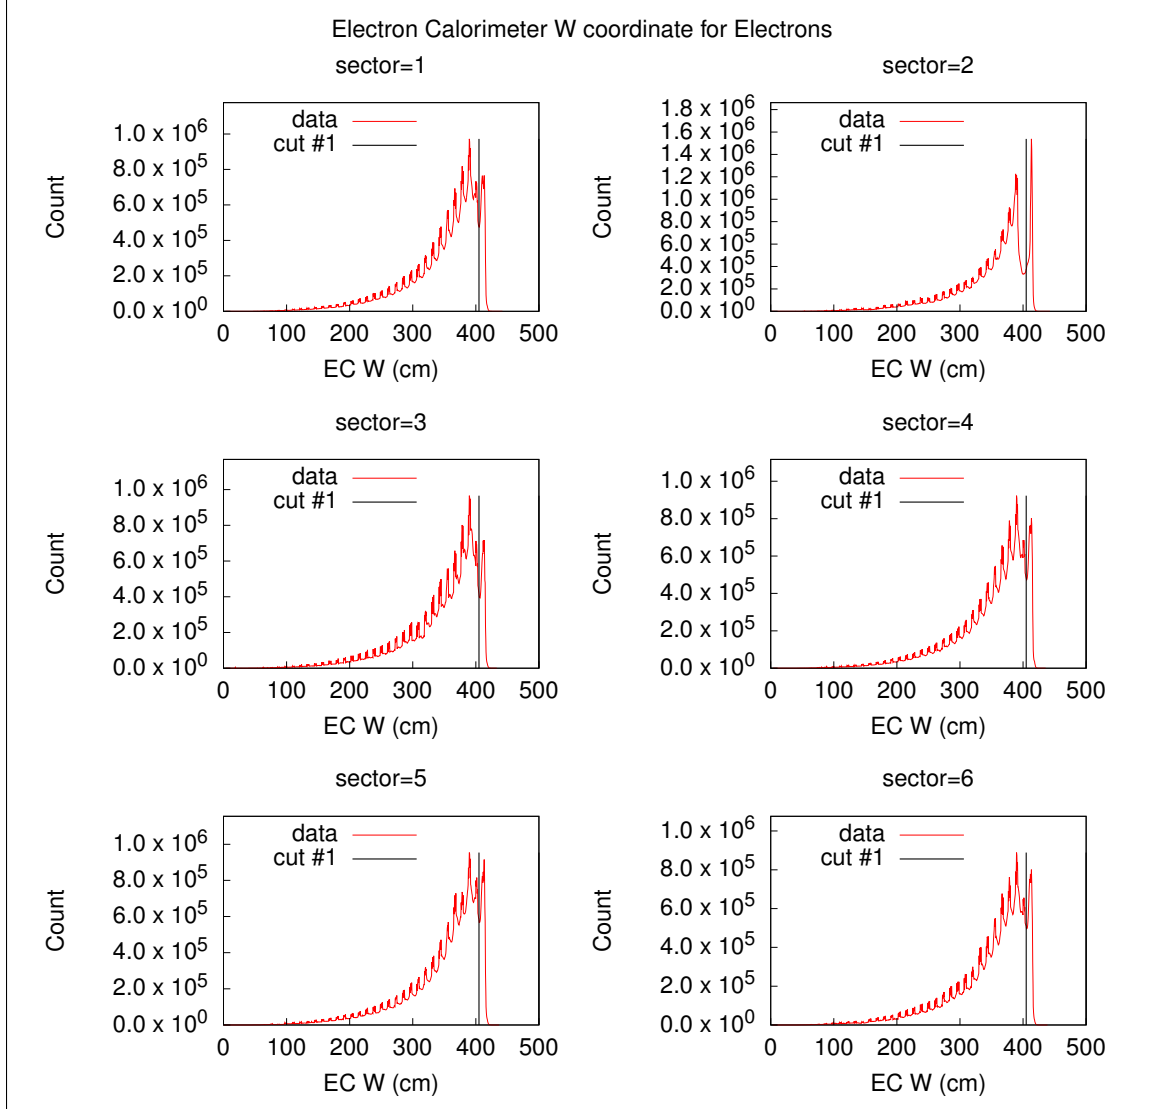 Electron Calorimeter W coordinate for Electrons
sector=1
data
cut #1
1.0 x 10^6
8.0 x 10^5
6.0 x 10^5
4.0 x 10^5
2.0 x 10^5
0.0 x 10^0
Count
0 100 200 300 400 500
EC W (cm)
sector=2
data
cut #1
1.8 x 10^6
1.6 x 10^6
1.4 x 10^6
1.2 x 10^6
1.0 x 10^6
8.0 x 10^5
6.0 x 10^5
4.0 x 10^5
2.0 x 10^5
0.0 x 10^0
Count
0 100 200 300 400 500
EC W (cm)
sector=3
data
cut #1
1.0 x 10^6
8.0 x 10^5
6.0 x 10^5
4.0 x 10^5
2.0 x 10^5
0.0 x 10^0
Count
0 100 200 300 400 500
EC W (cm)
sector=4
data
cut #1
1.0 x 10^6
8.0 x 10^5
6.0 x 10^5
4.0 x 10^5
2.0 x 10^5
0.0 x 10^0
Count
0 100 200 300 400 500
EC W (cm)
sector=5
data
cut #1
1.0 x 10^6
8.0 x 10^5
6.0 x 10^5
4.0 x 10^5
2.0 x 10^5
0.0 x 10^0
Count
0 100 200 300 400 500
EC W (cm)
sector=6
data
cut #1
1.0 x 10^6
8.0 x 10^5
6.0 x 10^5
4.0 x 10^5
2.0 x 10^5
0.0 x 10^0
Count
0 100 200 300 400 500
EC W (cm)